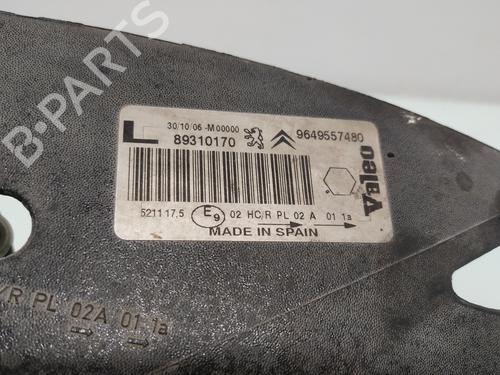 30/10/06 -M00000
L 89310170 9649557480
Valeo
521117,5 E9 02 HC/R PL 02 A 01 1a
MADE IN SPAIN
/R PL 02A 01 1a
B-PARTS